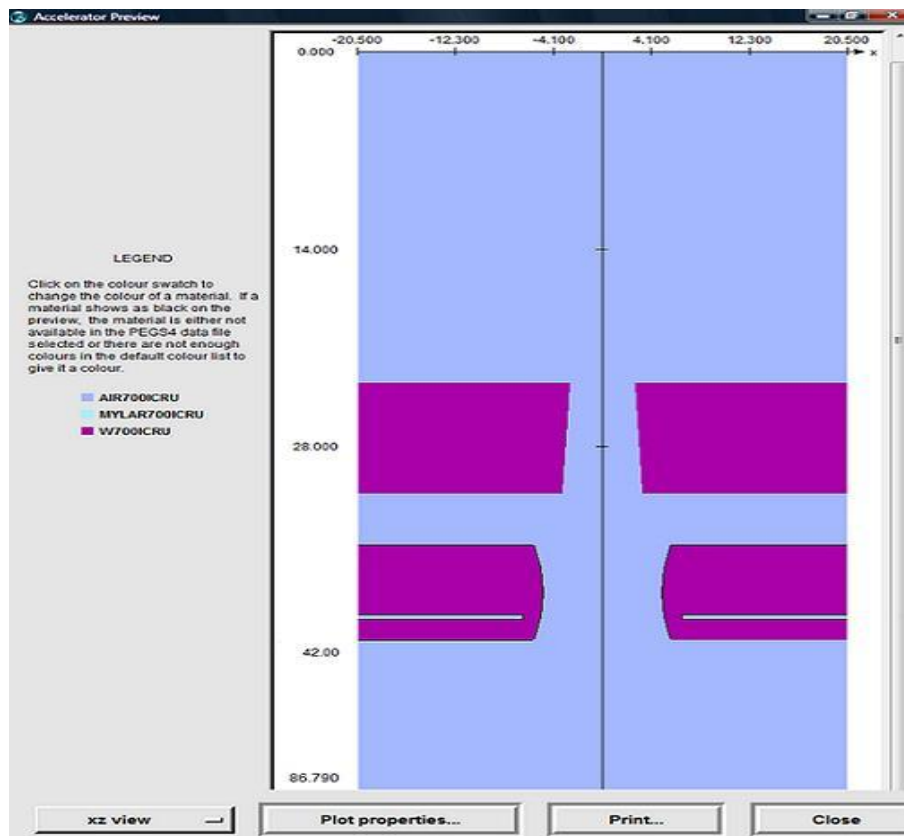 Accelerator Preview
-20.500 -12.300 -4.100 4.100 12.300 20.500
0.000 x
14.000
LEGEND
Click on the colour swatch to
change the colour of a material. If a
material shows as black on the
preview, the material is either not
available in the PEGS4 data file
selected or there are not enough
colours in the default colour list to
give it a colour.
AIR700ICRU
MYLAR700ICRU
W700ICRU
28.000
42.00
86.790
xz view Plot properties... Print... Close